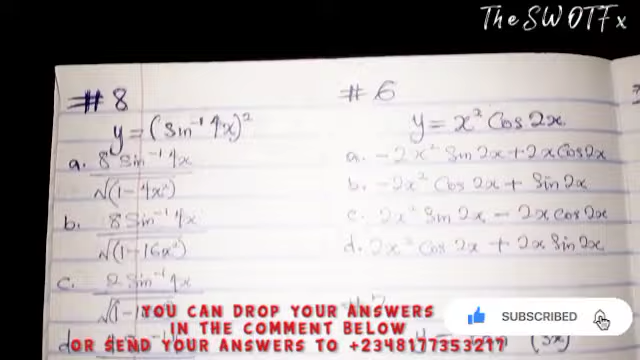 TheSWOTFx
#8
y = (Sin⁻¹ 4x)²
a. 8 Sin⁻¹ 4x
√(1 - 4x²)
b. 8 Sin⁻¹ 4x
√(1 - 16x²)
c. Sin⁻¹ 4x
√(1 -
d.
#6
y = x² Cos 2x
a. -2x² Sin 2x + 2x Cos 2x
b. -2x² Cos 2x + Sin 2x
c. 2x² Sin 2x - 2x Cos 2x
d. 2x² Cos 2x + 2x Sin 2x
YOU CAN DROP YOUR ANSWERS
IN THE COMMENT BELOW
OR SEND YOUR ANSWERS TO +2348177353217
SUBSCRIBED